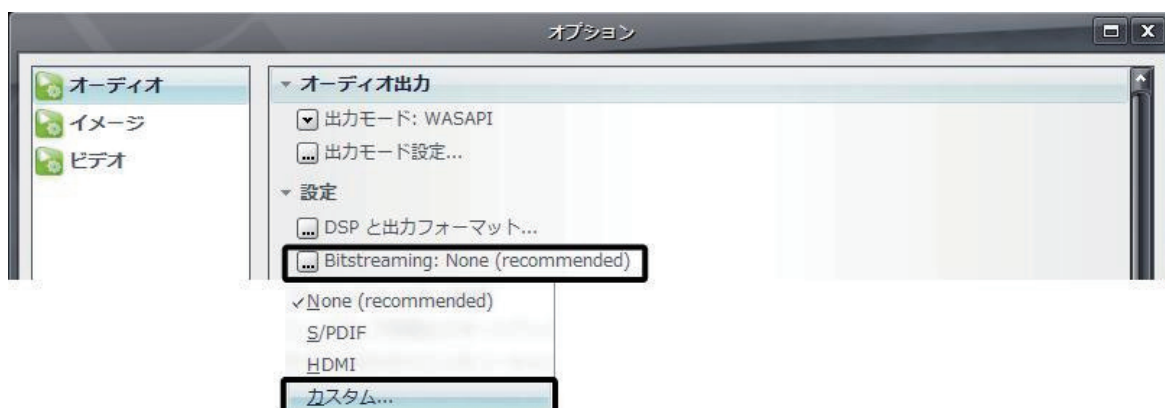 オプション
オーディオ
イメージ
ビデオ
オーディオ出力
出力モード: WASAPI
出力モード設定...
設定
DSP と出力フォーマット...
Bitstreaming: None (recommended)
None (recommended)
S/PDIF
HDMI
カスタム...